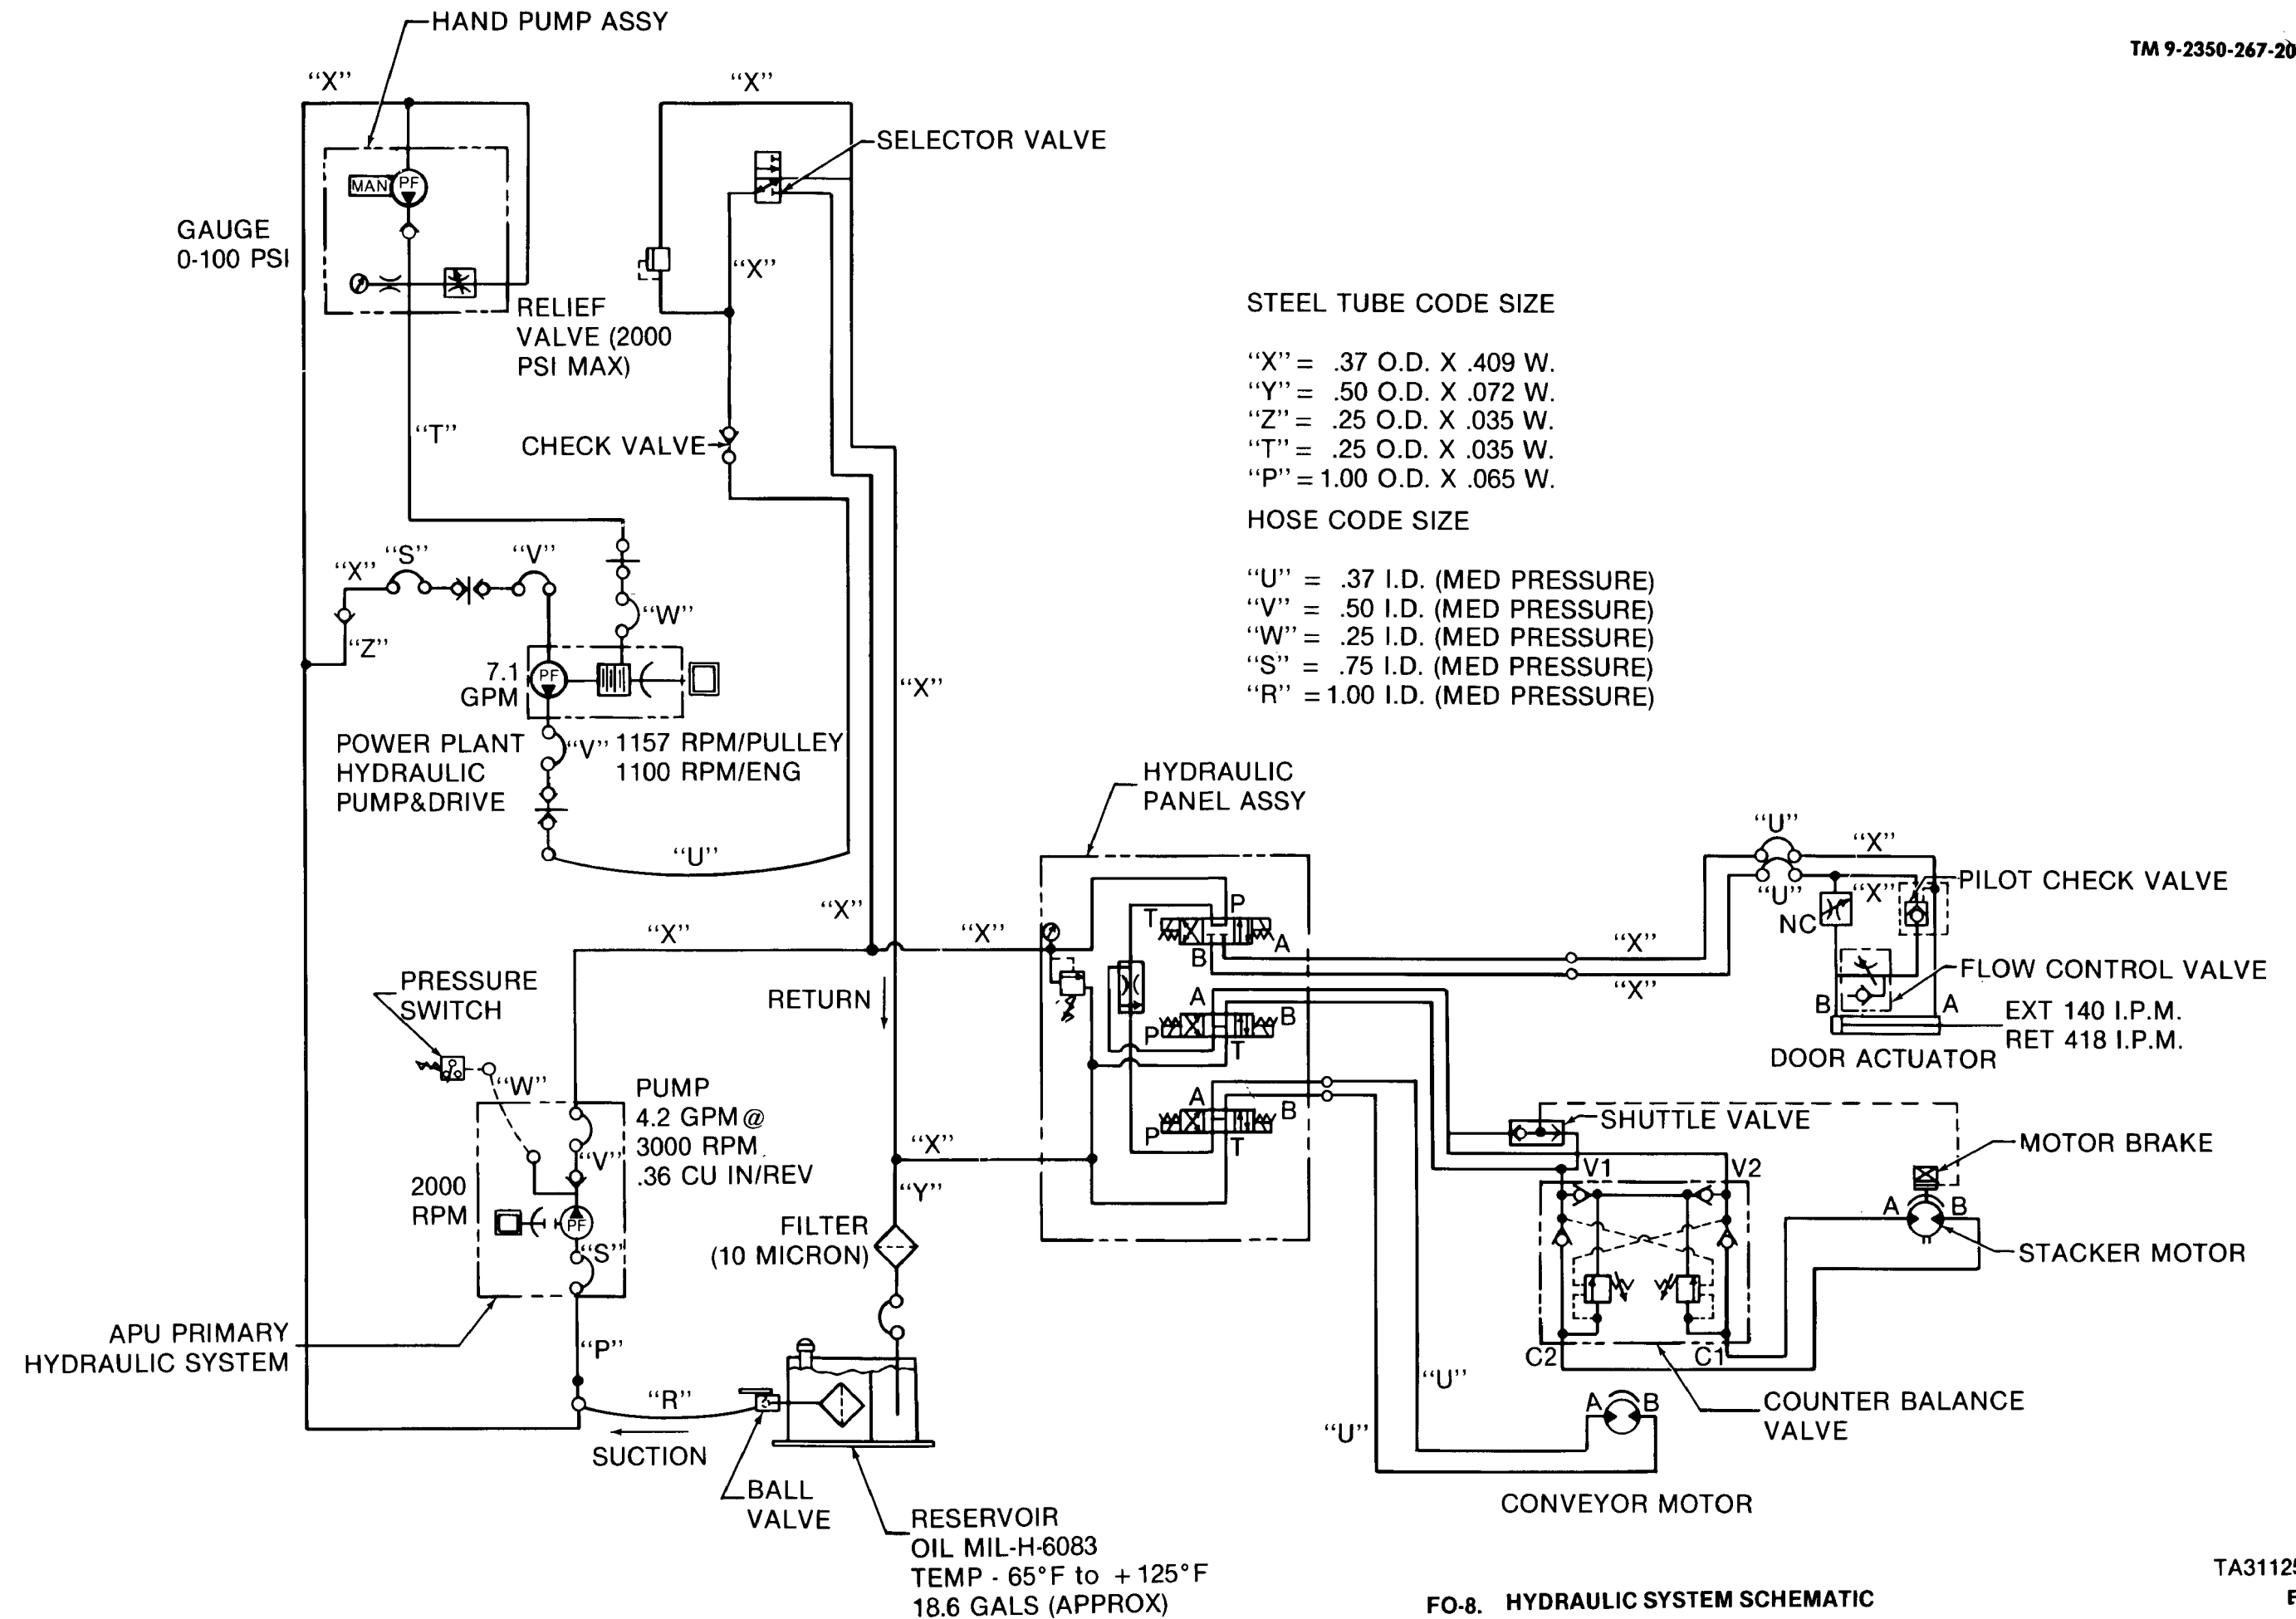 HAND PUMP ASSY
TM 9-2350-267-20
“X”
“X”
SELECTOR VALVE
MAN
PF
GAUGE
0-100 PSI
“X”
RELIEF
VALVE (2000
PSI MAX)
“T”
CHECK VALVE
STEEL TUBE CODE SIZE
“X” = .37 O.D. X .409 W.
“Y” = .50 O.D. X .072 W.
“Z” = .25 O.D. X .035 W.
“T” = .25 O.D. X .035 W.
“P” = 1.00 O.D. X .065 W.
HOSE CODE SIZE
“U” = .37 I.D. (MED PRESSURE)
“V” = .50 I.D. (MED PRESSURE)
“W” = .25 I.D. (MED PRESSURE)
“S” = .75 I.D. (MED PRESSURE)
“R” = 1.00 I.D. (MED PRESSURE)
“X”
“S”
“V”
“W”
“Z”
7.1
GPM
PF
“X”
POWER PLANT
HYDRAULIC
PUMP&DRIVE
“V”
1157 RPM/PULLEY
1100 RPM/ENG
“U”
HYDRAULIC
PANEL ASSY
“X”
“X”
“X”
RETURN
T
P
B
A
A
B
P
T
A
B
P
T
“X”
“X”
“U”
“X”
“U”
“X”
PILOT CHECK VALVE
NC
FLOW CONTROL VALVE
B
A
EXT 140 I.P.M.
RET 418 I.P.M.
DOOR ACTUATOR
PRESSURE
SWITCH
“W”
PUMP
4.2 GPM @
3000 RPM
.36 CU IN/REV
“V”
2000
RPM
PF
“S”
“X”
“Y”
FILTER
(10 MICRON)
SHUTTLE VALVE
MOTOR BRAKE
V1
V2
A
B
STACKER MOTOR
C2
C1
COUNTER BALANCE
VALVE
APU PRIMARY
HYDRAULIC SYSTEM
“P”
“R”
SUCTION
BALL
VALVE
RESERVOIR
OIL MIL-H-6083
TEMP - 65°F to + 125°F
18.6 GALS (APPROX)
“U”
“U”
A
B
CONVEYOR MOTOR
FO-8. HYDRAULIC SYSTEM SCHEMATIC
TA31125